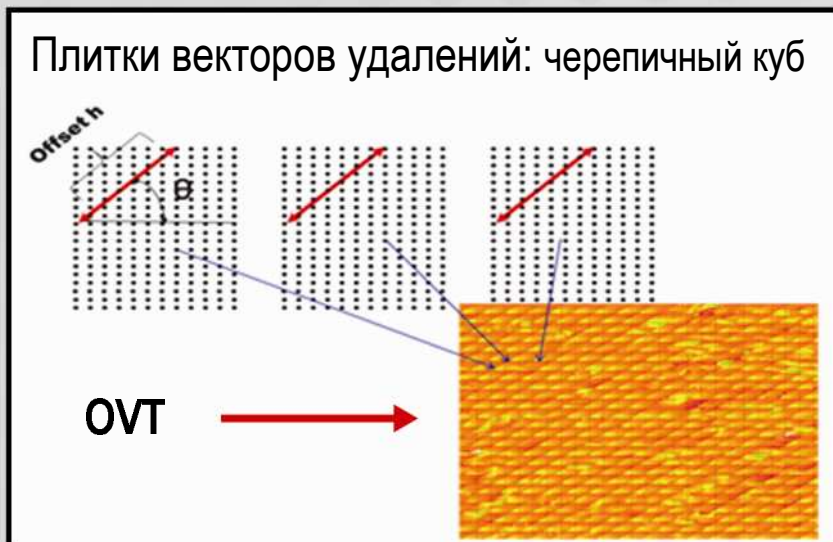 Плитки векторов удалений: черепичный куб
Offset h
θ
OVT